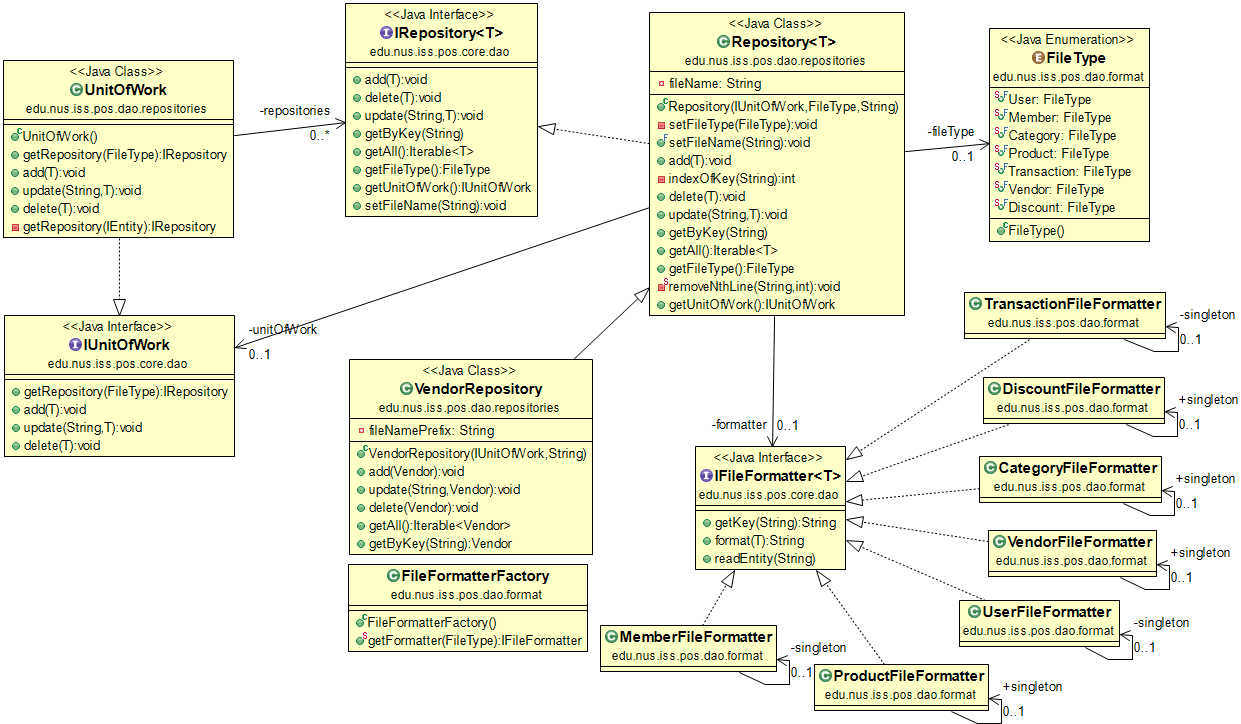 <<Java Class>>
UnitOfWork
edu.nus.iss.pos.dao.repositories
UnitOfWork()
getRepository(FileType):IRepository
add(T):void
update(String,T):void
delete(T):void
getRepository(IEntity):IRepository
-repositories
0..*
<<Java Interface>>
IRepository<T>
edu.nus.iss.pos.core.dao
add(T):void
delete(T):void
update(String,T):void
getByKey(String)
getAll():Iterable<T>
getFileType():FileType
getUnitOfWork():IUnitOfWork
setFileName(String):void
<<Java Class>>
Repository<T>
edu.nus.iss.pos.dao.repositories
fileName: String
Repository(IUnitOfWork,FileType,String)
setFileType(FileType):void
setFileName(String):void
add(T):void
indexOfKey(String):int
delete(T):void
update(String,T):void
getByKey(String)
getAll():Iterable<T>
getFileType():FileType
removeNthLine(String,int):void
getUnitOfWork():IUnitOfWork
-fileType
0..1
<<Java Enumeration>>
FileType
edu.nus.iss.pos.dao.format
User: FileType
Member: FileType
Category: FileType
Product: FileType
Transaction: FileType
Vendor: FileType
Discount: FileType
FileType()
<<Java Interface>>
IUnitOfWork
edu.nus.iss.pos.core.dao
getRepository(FileType):IRepository
add(T):void
update(String,T):void
delete(T):void
-unitOfWork
0..1
<<Java Class>>
VendorRepository
edu.nus.iss.pos.dao.repositories
fileNamePrefix: String
VendorRepository(IUnitOfWork,String)
add(Vendor):void
update(String,Vendor):void
delete(Vendor):void
getAll():Iterable<Vendor>
getByKey(String):Vendor
FileFormatterFactory
edu.nus.iss.pos.dao.format
FileFormatterFactory()
getFormatter(FileType):IFileFormatter
-formatter
0..1
<<Java Interface>>
IFileFormatter<T>
edu.nus.iss.pos.core.dao
getKey(String):String
format(T):String
readEntity(String)
TransactionFileFormatter
edu.nus.iss.pos.dao.format
-singleton
0..1
DiscountFileFormatter
edu.nus.iss.pos.dao.format
+singleton
0..1
CategoryFileFormatter
edu.nus.iss.pos.dao.format
+singleton
0..1
VendorFileFormatter
edu.nus.iss.pos.dao.format
+singleton
0..1
UserFileFormatter
edu.nus.iss.pos.dao.format
-singleton
0..1
MemberFileFormatter
edu.nus.iss.pos.dao.format
-singleton
0..1
ProductFileFormatter
edu.nus.iss.pos.dao.format
+singleton
0..1